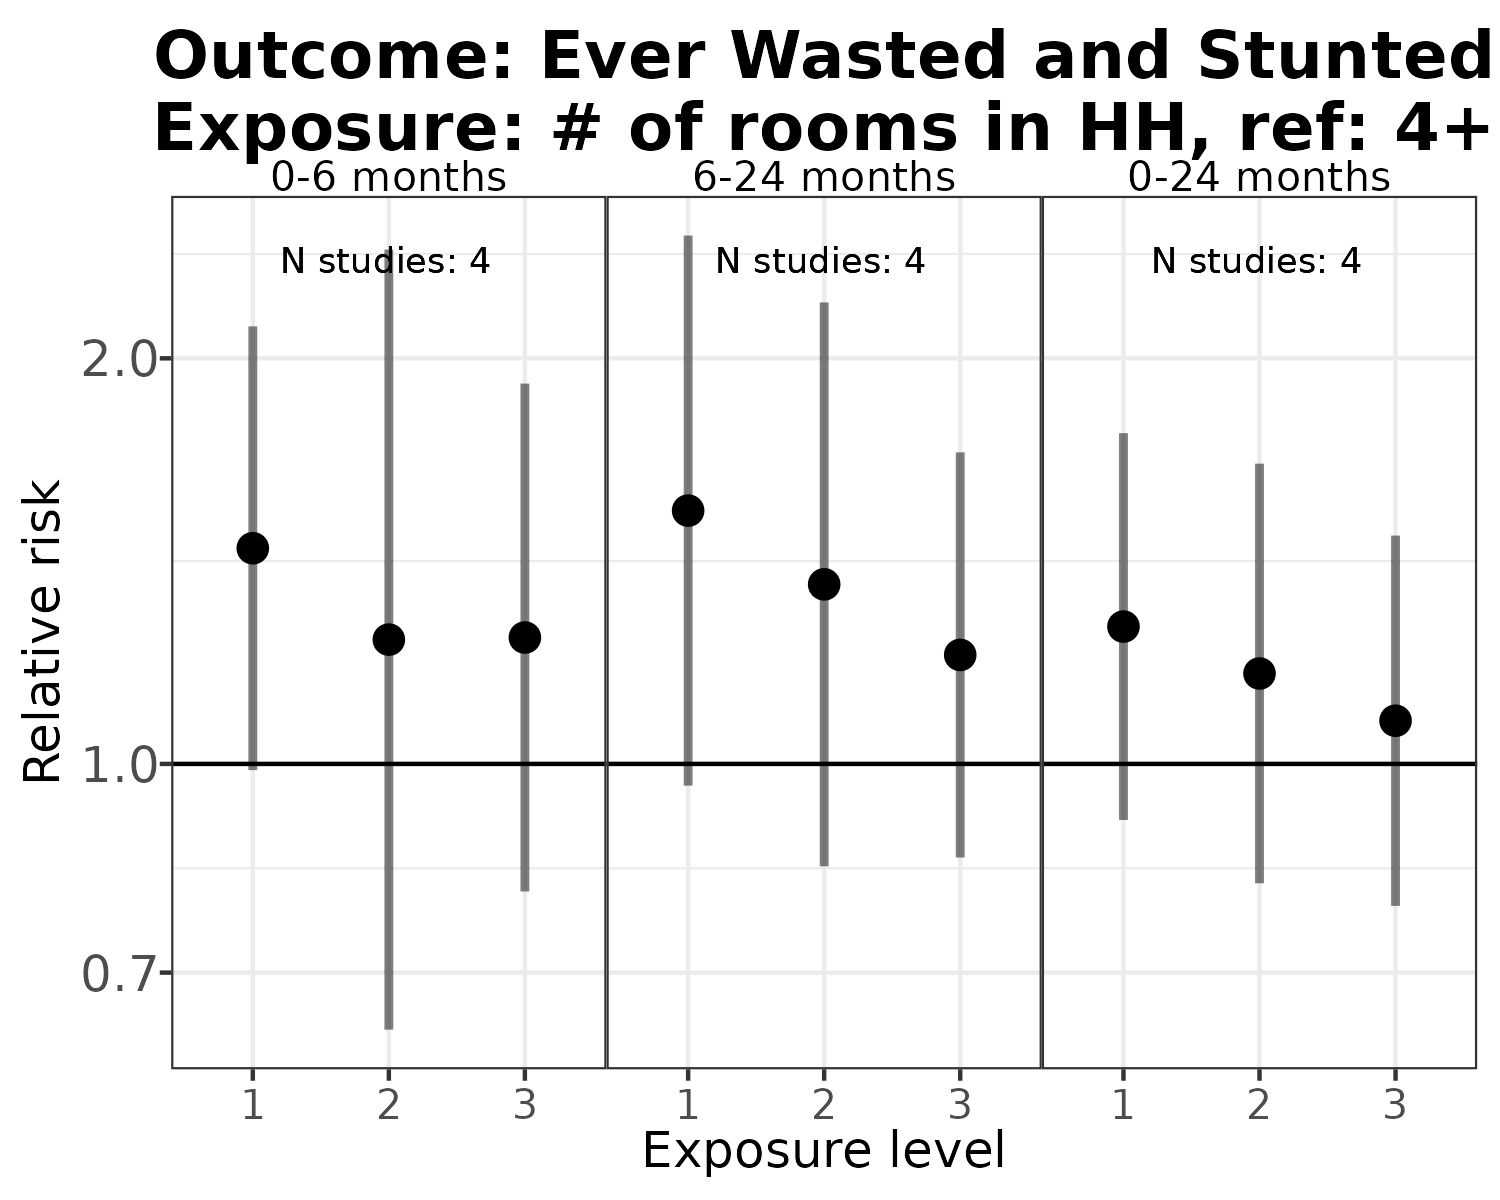 Outcome: Ever Wasted and Stunted
Exposure: # of rooms in HH, ref: 4+
0-6 months
6-24 months
0-24 months
N studies: 4
N studies: 4
N studies: 4
2.0
1.0
0.7
Relative risk
1 2 3
1 2 3
1 2 3
Exposure level